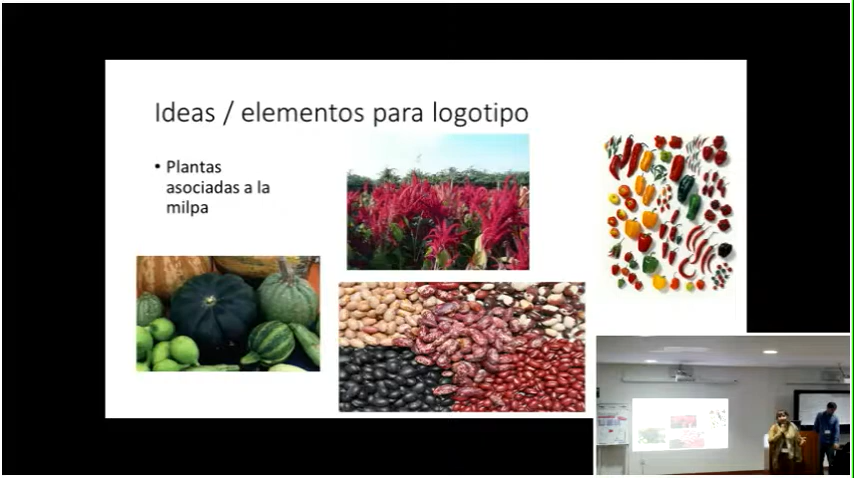 Ideas / elementos para logotipo
• Plantas
asociadas a la
milpa